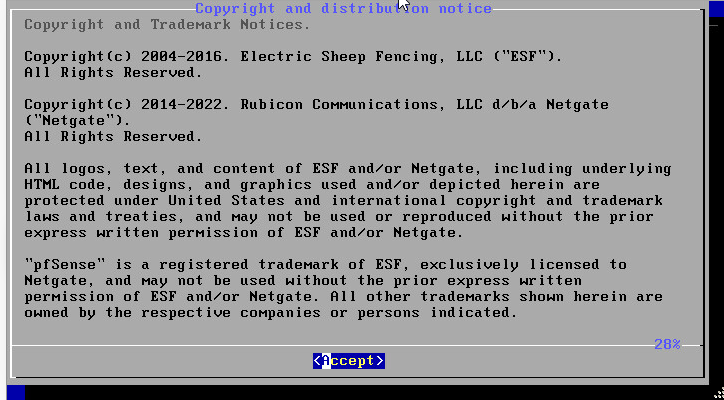 Copyright and distribution notice
Copyright and Trademark Notices.
Copyright(c) 2004-2016. Electric Sheep Fencing, LLC ("ESF").
All Rights Reserved.
Copyright(c) 2014-2022. Rubicon Communications, LLC d/b/a Netgate
("Netgate").
All Rights Reserved.
All logos, text, and content of ESF and/or Netgate, including underlying
HTML code, designs, and graphics used and/or depicted herein are
protected under United States and international copyright and trademark
laws and treaties, and may not be used or reproduced without the prior
express written permission of ESF and/or Netgate.
"pfSense" is a registered trademark of ESF, exclusively licensed to
Netgate, and may not be used without the prior express written
permission of ESF and/or Netgate. All other trademarks shown herein are
owned by the respective companies or persons indicated.
28%
<Accept>